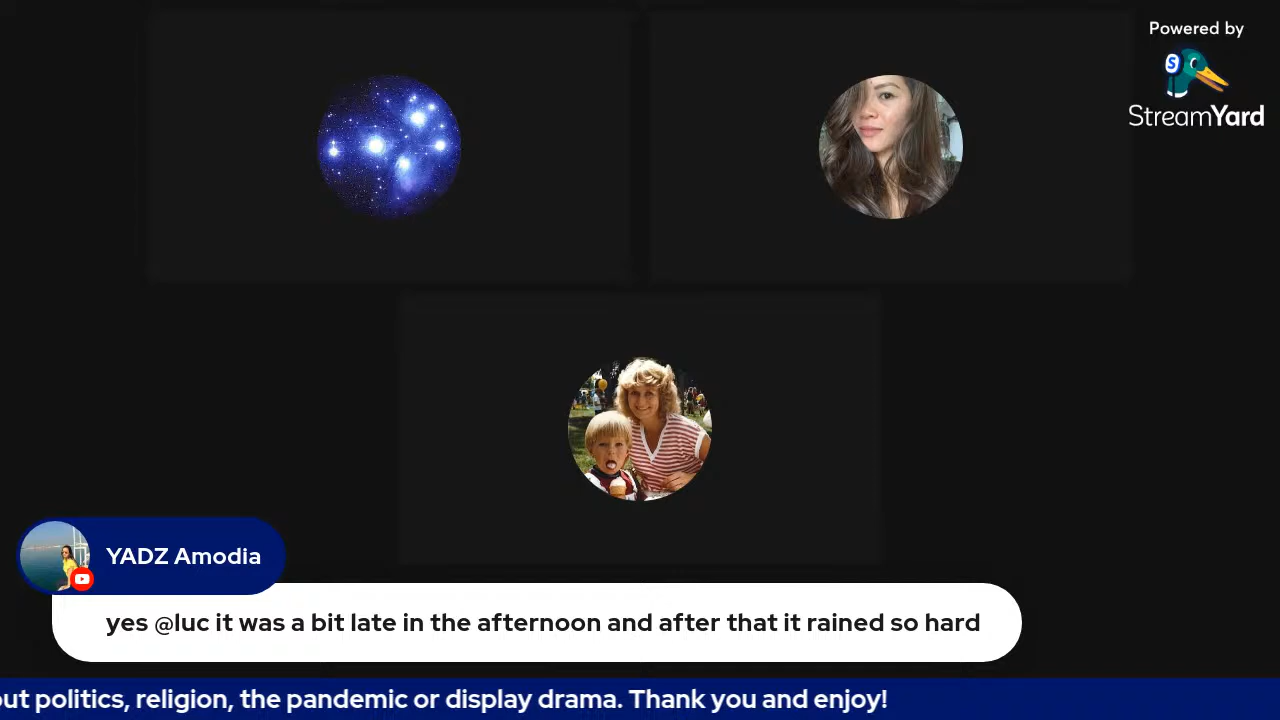 Powered by
StreamYard
YADZ Amodia
yes @luc it was a bit late in the afternoon and after that it rained so hard
politics, religion, the pandemic or display drama. Thank you and enjoy!